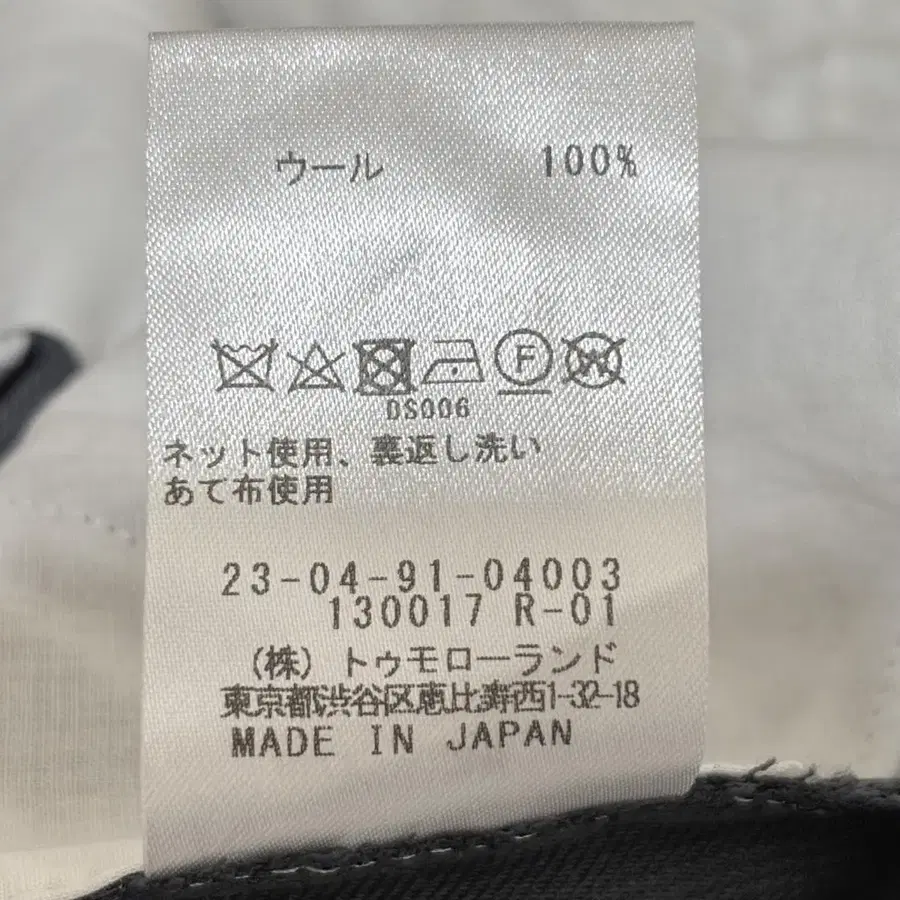 ウール 100%
F W
DS006
ネット使用、裏返し洗い
あて布使用
23-04-91-04003
130017 R-01
(株) トゥモローランド
東京都渋谷区恵比寿西1-32-18
MADE IN JAPAN